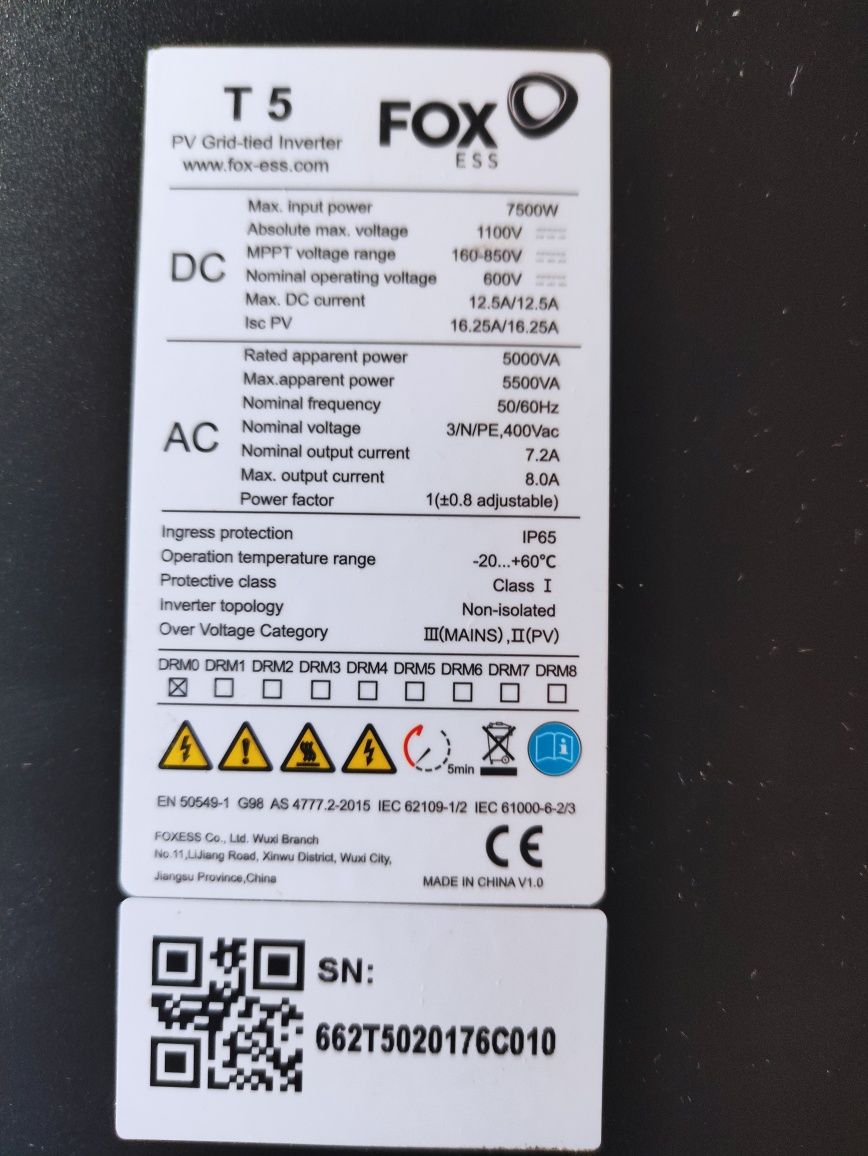 T 5
PV Grid-tied Inverter
www.fox-ess.com
FOX
ESS
DC
Max. input power 7500W
Absolute max. voltage 1100V
MPPT voltage range 160-850V
Nominal operating voltage 600V
Max. DC current 12.5A/12.5A
Isc PV 16.25A/16.25A
AC
Rated apparent power 5000VA
Max.apparent power 5500VA
Nominal frequency 50/60Hz
Nominal voltage 3/N/PE,400Vac
Nominal output current 7.2A
Max. output current 8.0A
Power factor 1(±0.8 adjustable)
Ingress protection IP65
Operation temperature range -20...+60℃
Protective class Class Ⅰ
Inverter topology Non-isolated
Over Voltage Category Ⅲ(MAINS),Ⅱ(PV)
DRM0 DRM1 DRM2 DRM3 DRM4 DRM5 DRM6 DRM7 DRM8
5min
EN 50549-1 G98 AS 4777.2-2015 IEC 62109-1/2 IEC 61000-6-2/3
FOXESS Co., Ltd. Wuxi Branch
No.11,LiJiang Road, Xinwu District, Wuxi City,
Jiangsu Province,China
CE
MADE IN CHINA V1.0
SN:
662T5020176C010